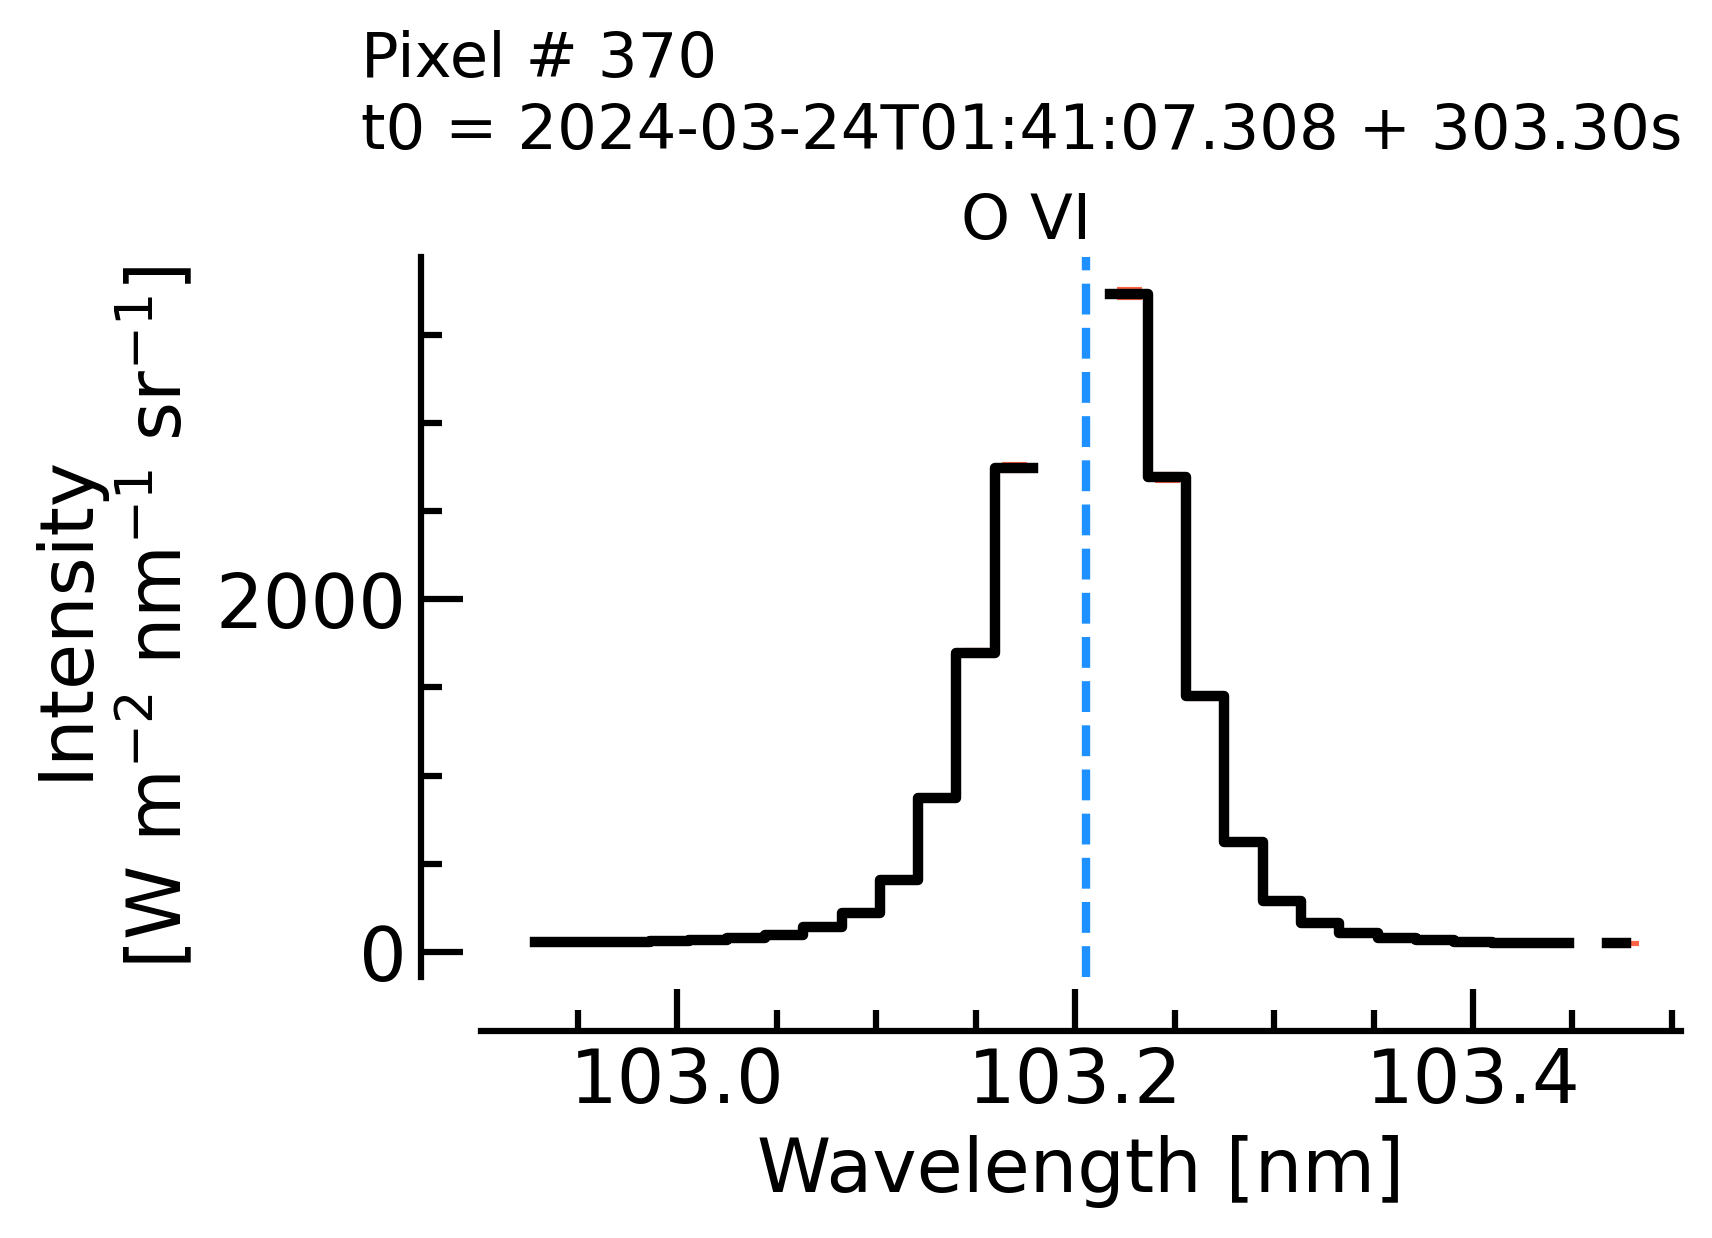 Pixel # 370
t0 = 2024-03-24T01:41:07.308 + 303.30s
O VI
Intensity
[W m⁻² nm⁻¹ sr⁻¹]
2000
0
103.0 103.2 103.4
Wavelength [nm]